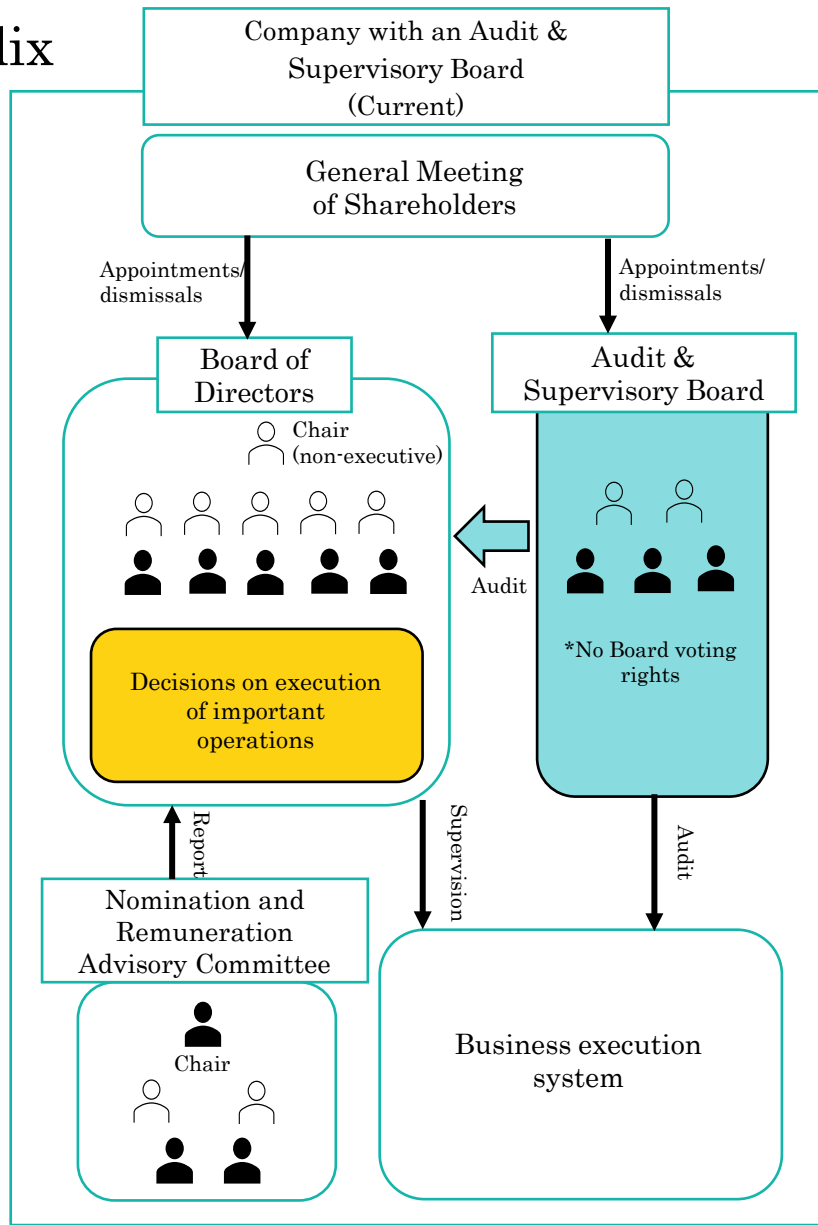 Company with an Audit &
Supervisory Board
(Current)
General Meeting
of Shareholders
Appointments/
dismissals
Appointments/
dismissals
Board of
Directors
Audit &
Supervisory Board
Chair
(non-executive)
Audit
*No Board voting
rights
Decisions on execution
of important
operations
Report
Supervision
Audit
Nomination and
Remuneration
Advisory Committee
Chair
Business execution
system